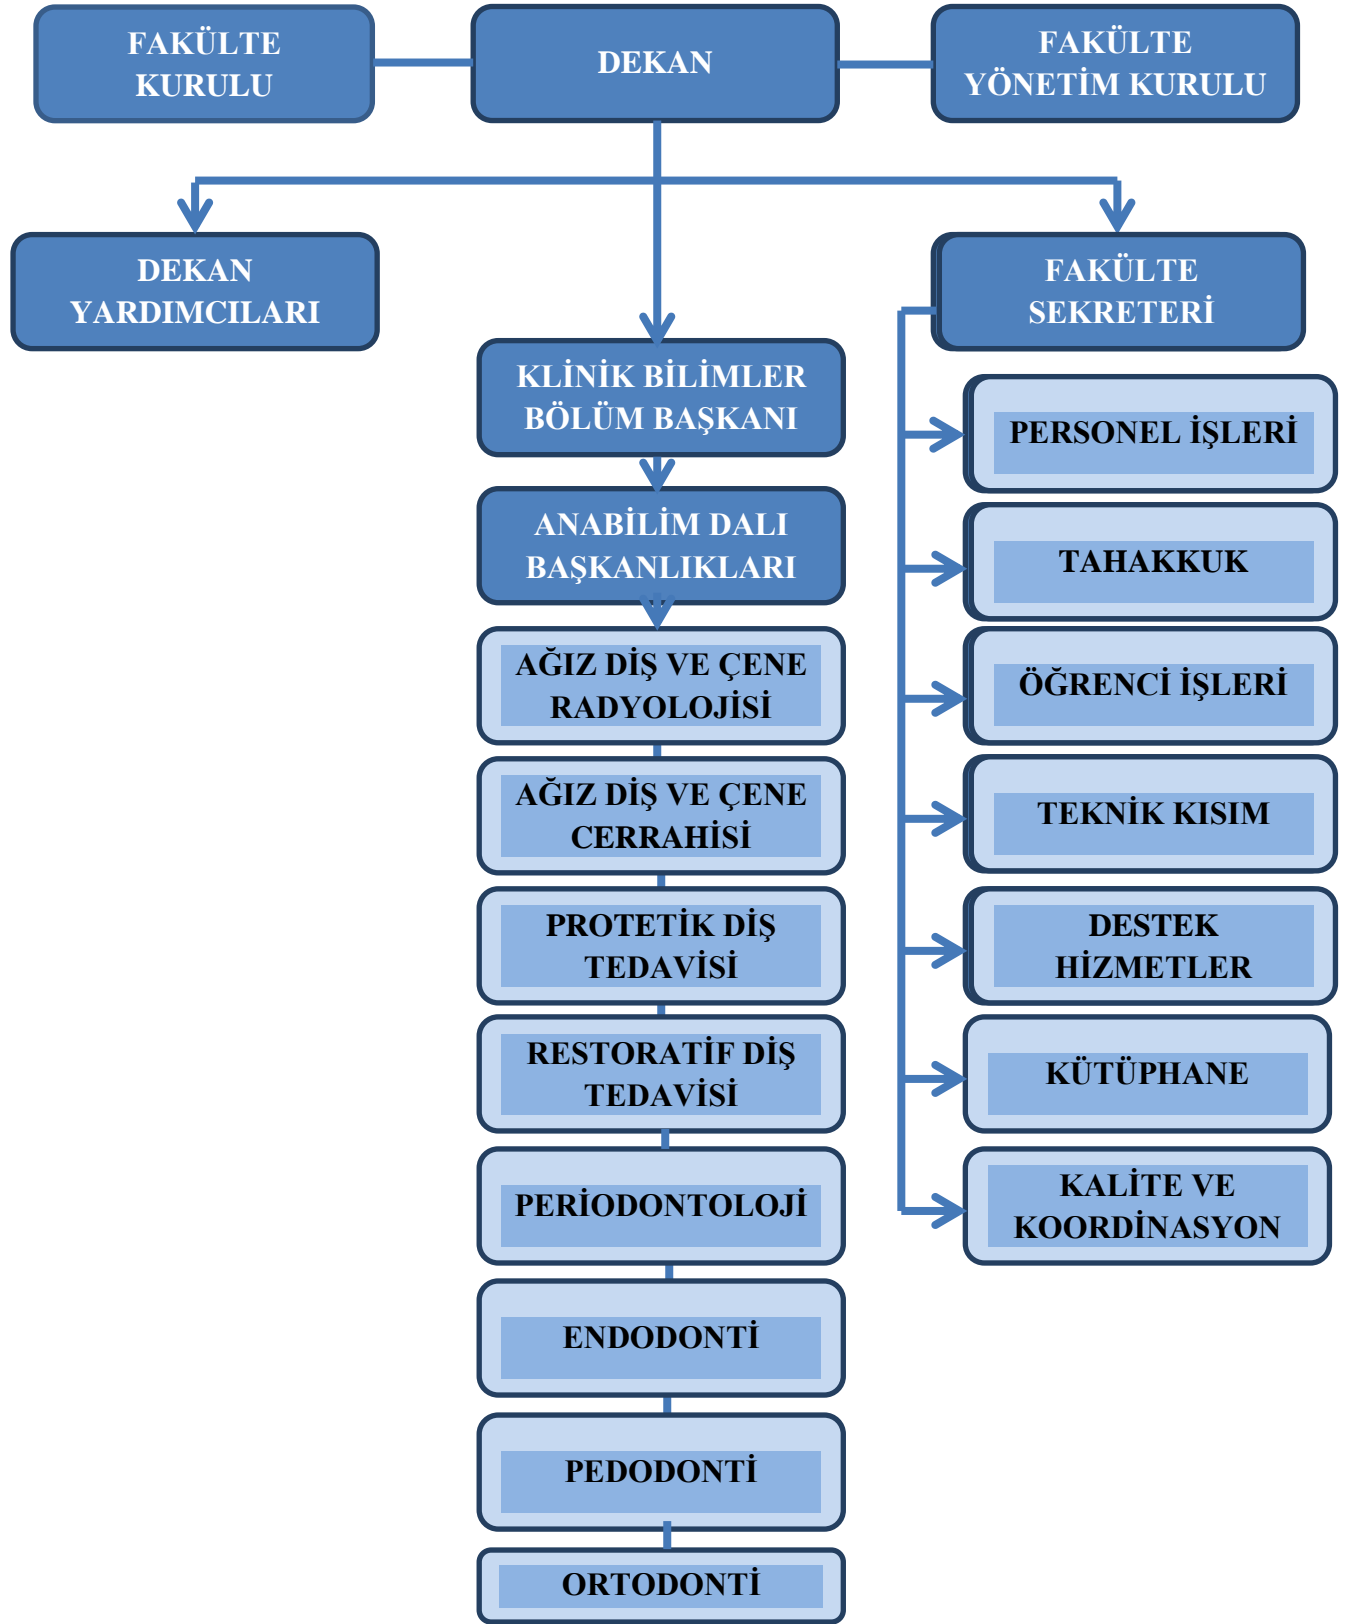 FAKÜLTE
KURULU
DEKAN
FAKÜLTE
YÖNETİM KURULU
DEKAN
YARDIMCILARI
FAKÜLTE
SEKRETERİ
KLİNİK BİLİMLER
BÖLÜM BAŞKANI
ANABİLİM DALI
BAŞKANLIKLARI
AĞIZ DİŞ VE ÇENE
RADYOLOJİSİ
AĞIZ DİŞ VE ÇENE
CERRAHİSİ
PROTETİK DİŞ
TEDAVİSİ
RESTORATİF DİŞ
TEDAVİSİ
PERİODONTOLOJİ
ENDODONTİ
PEDODONTİ
ORTODONTİ
PERSONEL İŞLERİ
TAHAKKUK
ÖĞRENCİ İŞLERİ
TEKNİK KISIM
DESTEK
HİZMETLER
KÜTÜPHANE
KALİTE VE
KOORDİNASYON